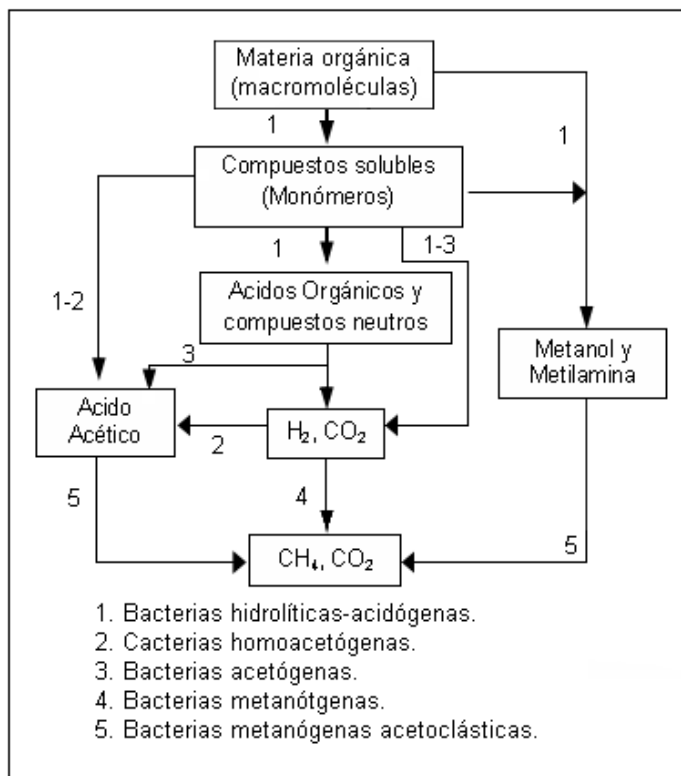 Materia orgánica
(macromoléculas)
1
1
Compuestos solubles
(Monómeros)
1
1-3
1-2
Acidos Orgánicos y
compuestos neutros
3
Metanol y
Metilamina
Acido
Acético
2
H₂, CO₂
5
4
5
CH₄, CO₂
1. Bacterias hidrolíticas-acidógenas.
2. Cacterias homoacetógenas.
3. Bacterias acetógenas.
4. Bacterias metanótgenas.
5. Bacterias metanógenas acetoclásticas.